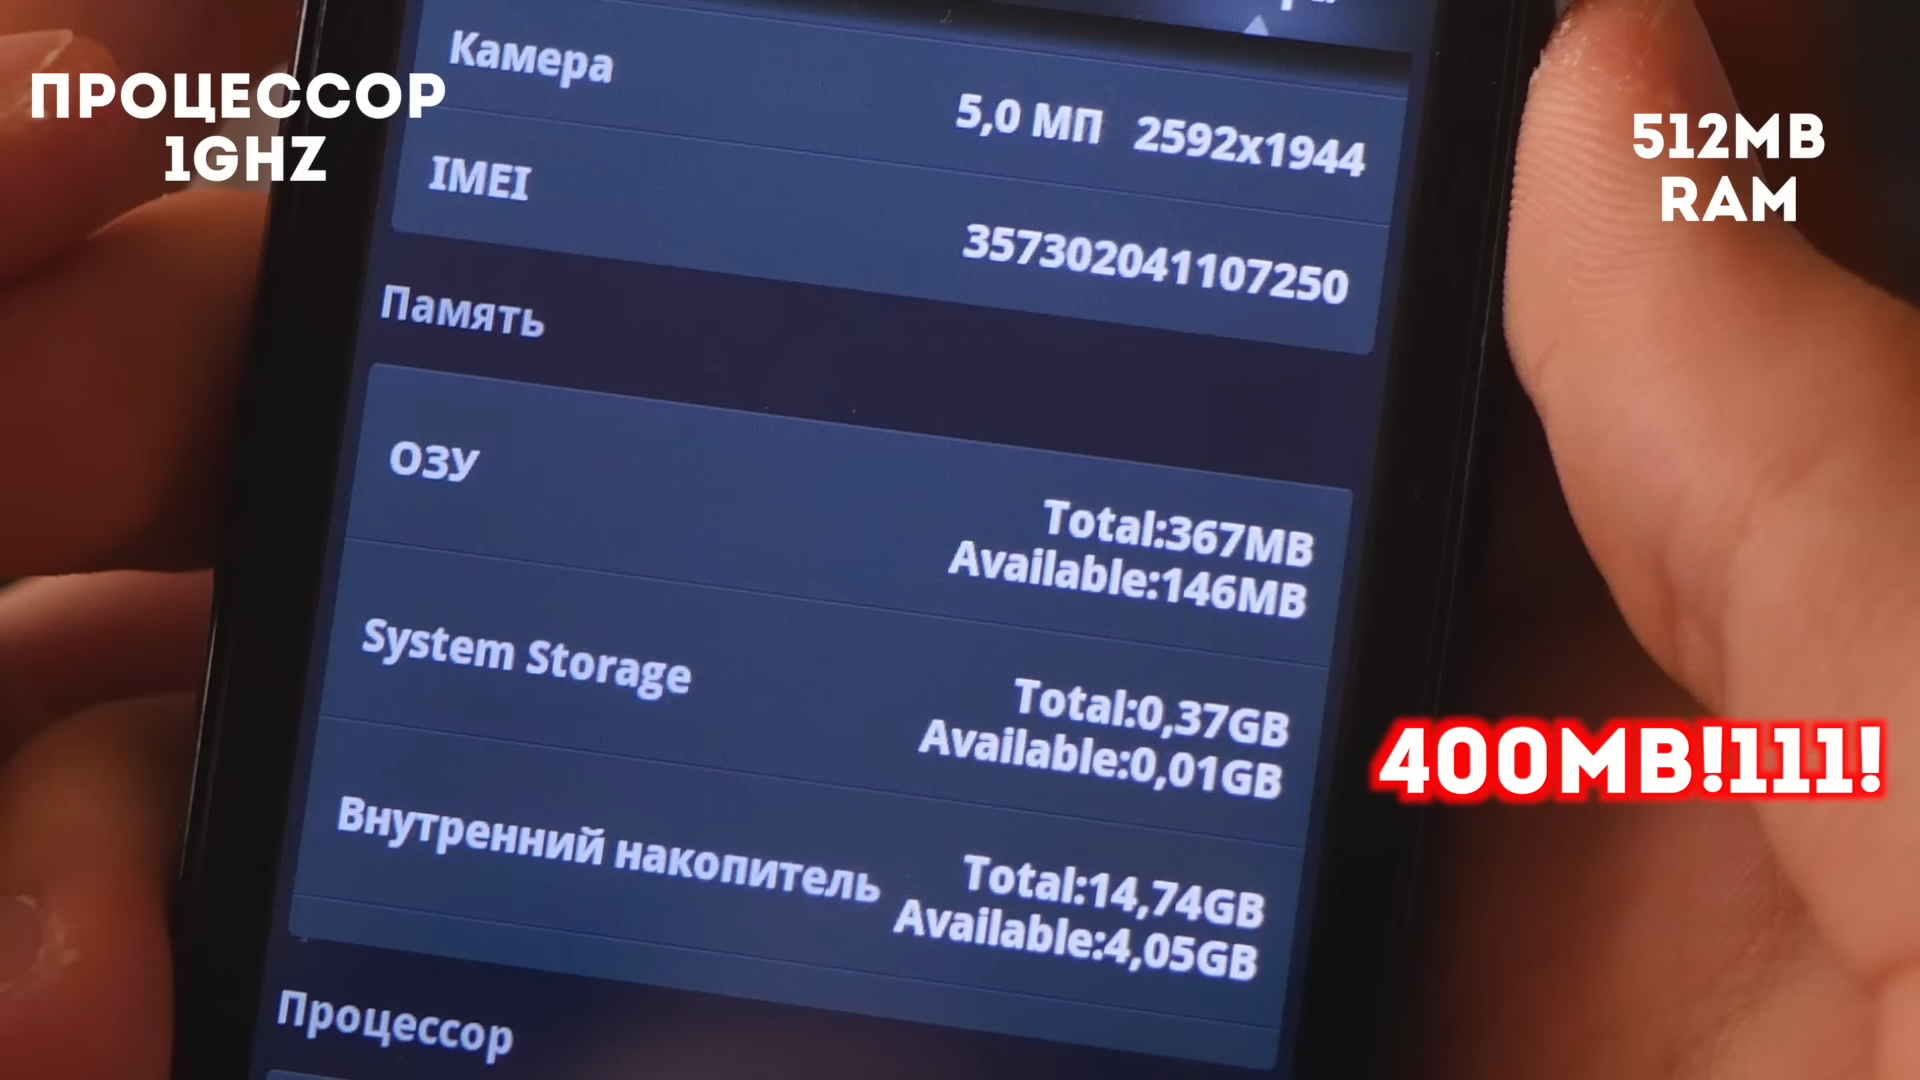 ПРОЦЕССОР
1GHZ
512MB
RAM
Камера
5,0 МП 2592x1944
IMEI
357302041107250
Память
ОЗУ
Total:367MB
Available:146MB
System Storage
Total:0,37GB
Available:0,01GB
400MB!111!
Внутренний накопитель
Total:14,74GB
Available:4,05GB
Процессор